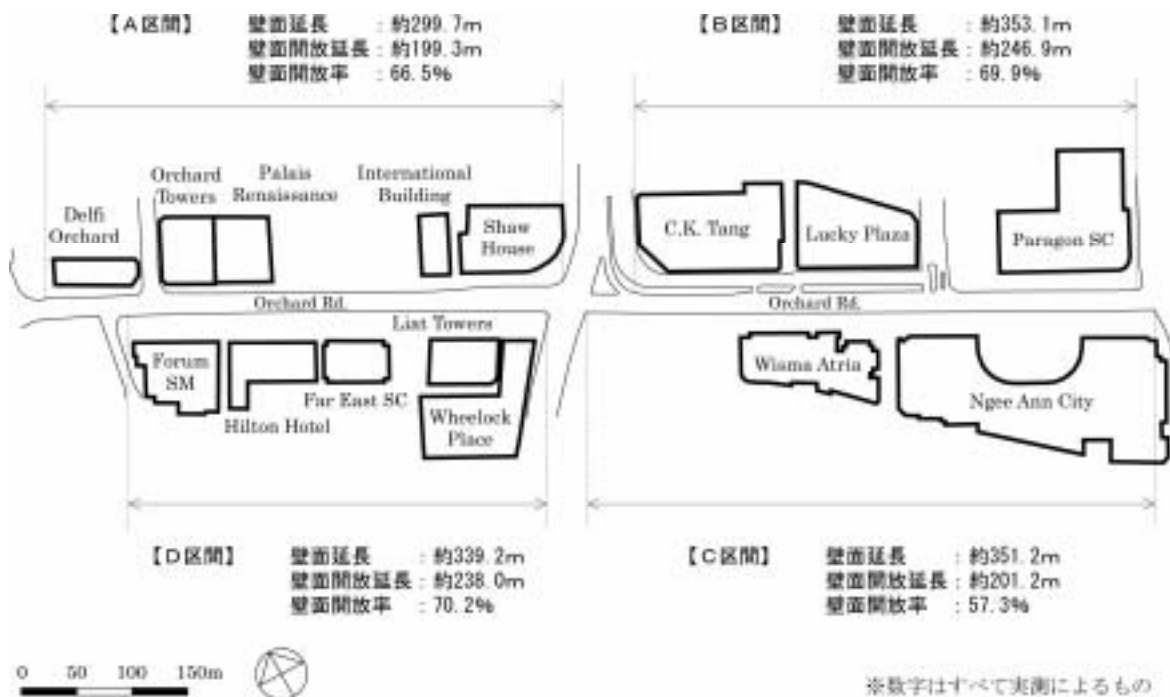 【A区間】 壁面延長 : 約299.7m
壁面開放延長 : 約199.3m
壁面開放率 : 66.5%
【B区間】 壁面延長 : 約353.1m
壁面開放延長 : 約246.9m
壁面開放率 : 69.9%
Delfi
Orchard
Orchard
Towers
Palais
Renaissance
International
Building
Shaw
House
C.K. Tang
Lucky Plaza
Paragon SC
Orchard Rd.
Orchard Rd.
Forum
SM
Hilton Hotel
Far East SC
Liat Towers
Wheelock
Place
Wisma Atria
Ngee Ann City
【D区間】 壁面延長 : 約339.2m
壁面開放延長 : 約238.0m
壁面開放率 : 70.2%
【C区間】 壁面延長 : 約351.2m
壁面開放延長 : 約201.2m
壁面開放率 : 57.3%
0 50 100 150m
※数字はすべて実測によるもの